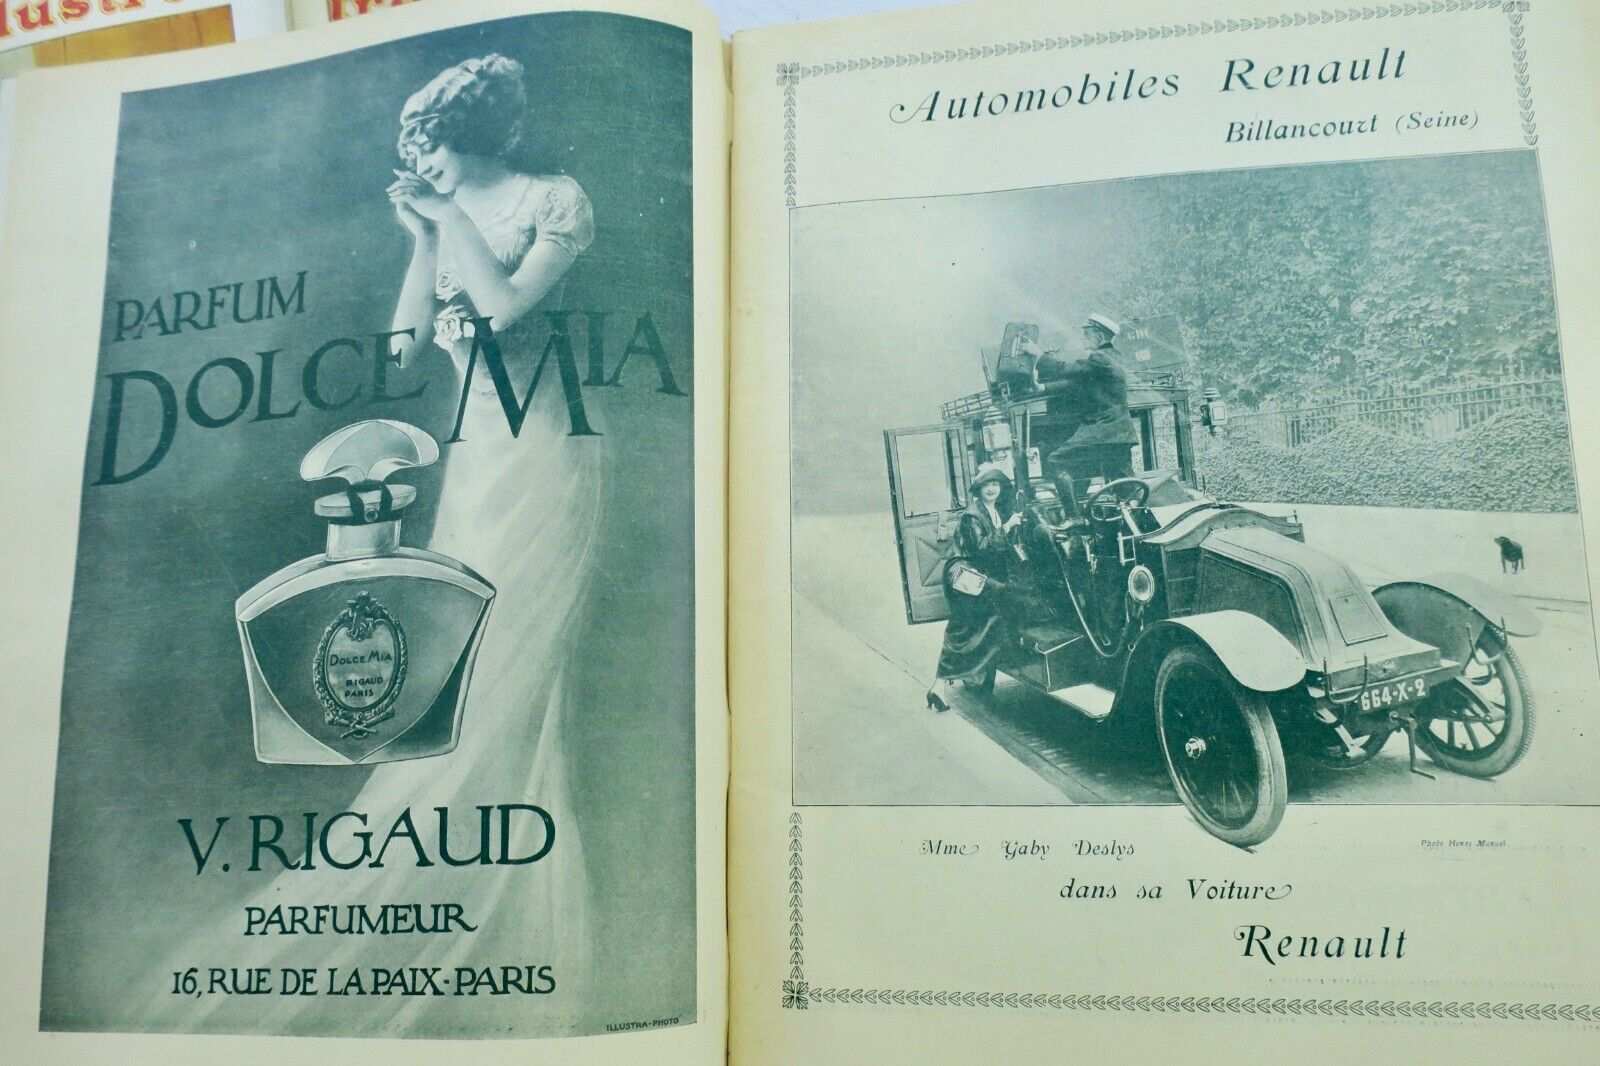 PARFUM
DOLCE MIA
DOLCE MIA
RIGAUD
PARIS
V. RIGAUD
PARFUMEUR
16, RUE DE LA PAIX - PARIS
ILLUSTRA-PHOTO
Automobiles Renault
Billancourt (Seine)
664-X-2
Mme Gaby Deslys
Photo Henri Manuel
dans sa Voiture
Renault